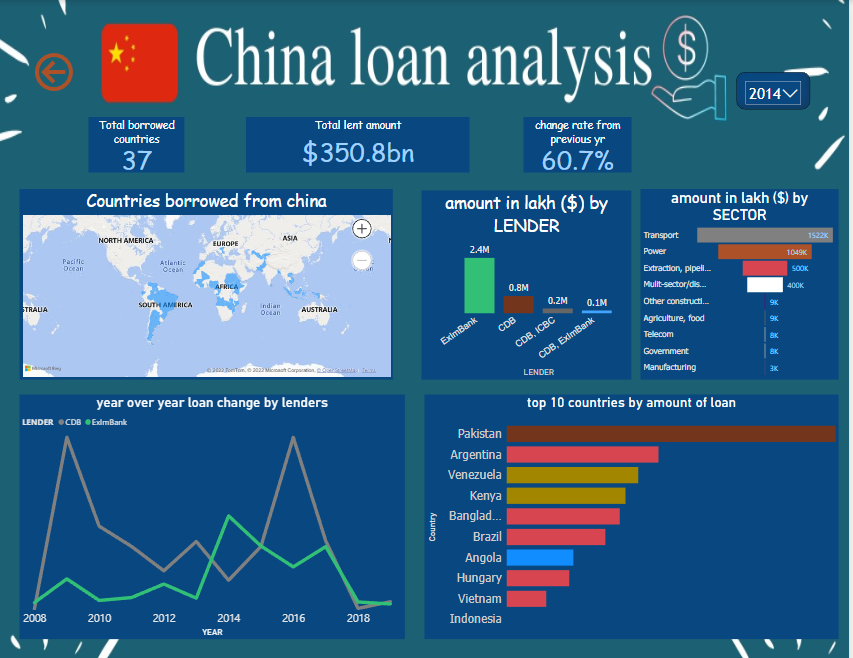 China loan analysis
$
2014
Total borrowed
countries
37
Total lent amount
$350.8bn
change rate from
previous yr
60.7%
Countries borrowed from china
NORTH AMERICA
EUROPE
ASIA
Pacific
Ocean
Atlantic
Ocean
AFRICA
SOUTH AMERICA
Indian
Ocean
STRALIA
AUSTRALIA
Microsoft Bing
© 2022 TomTom, © 2022 Microsoft Corporation, © OpenStreetMap Terms
amount in lakh ($) by
LENDER
2.4M
0.8M
0.2M
0.1M
EximBank
CDB
CDB, ICBC
CDB, EximBank
LENDER
amount in lakh ($) by
SECTOR
Transport 1522K
Power 1049K
Extraction, pipeli... 500K
Mulit-sector/dis... 400K
Other constructi... 9K
Agriculture, food 9K
Telecom 8K
Government 8K
Manufacturing 3K
year over year loan change by lenders
LENDER CDB EximBank
2008 2010 2012 2014 2016 2018
YEAR
top 10 countries by amount of loan
Country
Pakistan
Argentina
Venezuela
Kenya
Banglad...
Brazil
Angola
Hungary
Vietnam
Indonesia